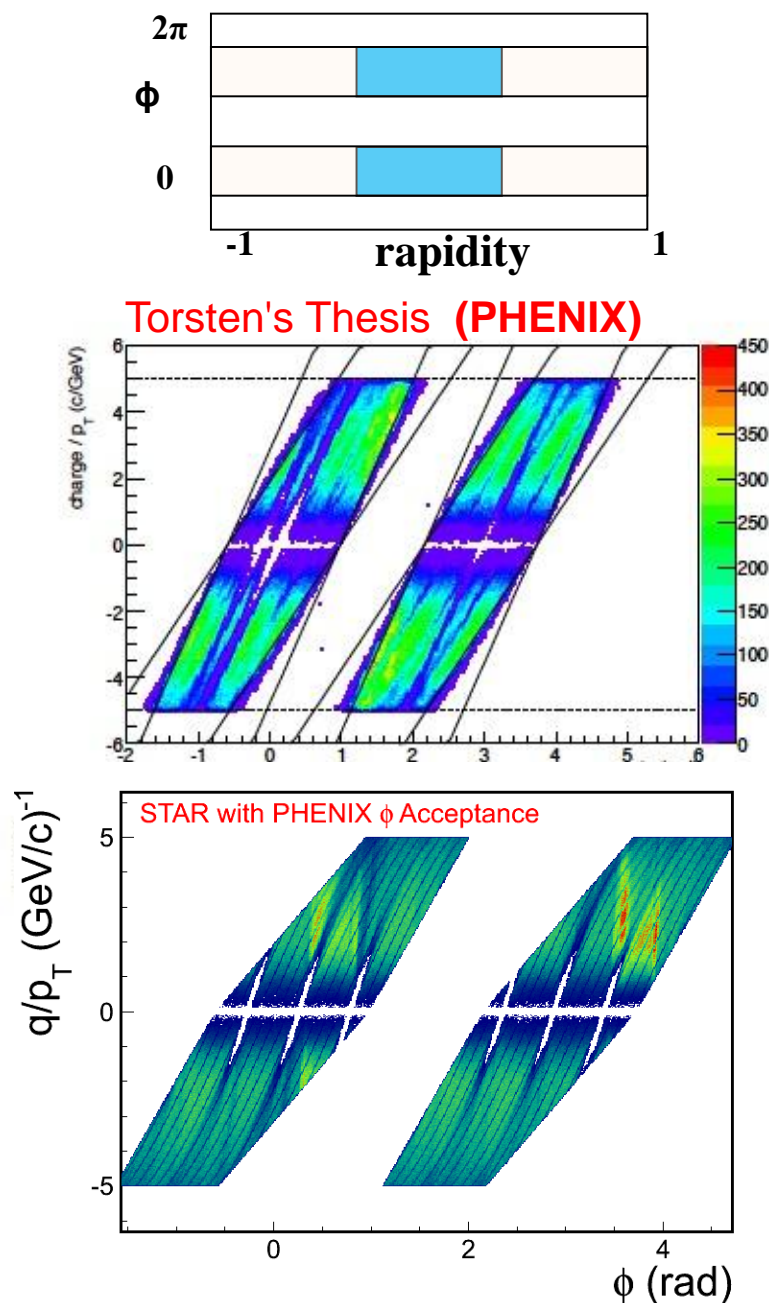 2π
ϕ
0
-1 rapidity 1
Torsten's Thesis (PHENIX)
charge / p_T (c/GeV)
6
4
2
0
-2
-4
-6
-2 -1 0 1 2 3 4 5 6
450
400
350
300
250
200
150
100
50
0
STAR with PHENIX ϕ Acceptance
q/p_T (GeV/c)^-1
5
0
-5
0 2 4
ϕ (rad)